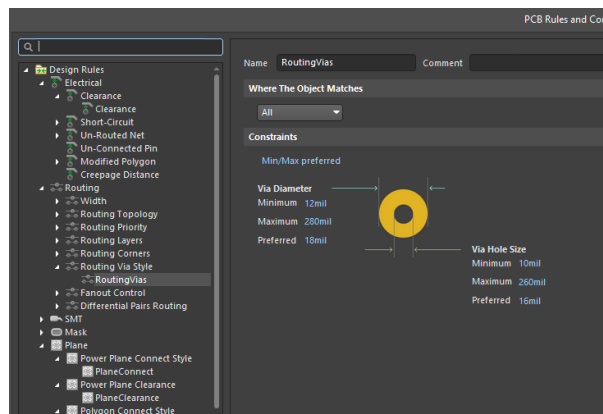 PCB Rules and Co
Q
Design Rules
Electrical
Clearance
Clearance
Short-Circuit
Un-Routed Net
Un-Connected Pin
Modified Polygon
Creepage Distance
Routing
Width
Routing Topology
Routing Priority
Routing Layers
Routing Corners
Routing Via Style
RoutingVias
Fanout Control
Differential Pairs Routing
SMT
Mask
Plane
Power Plane Connect Style
PlaneConnect
Power Plane Clearance
PlaneClearance
Polygon Connect Style
Name RoutingVias Comment
Where The Object Matches
All
Constraints
Min/Max preferred
Via Diameter
Minimum 12mil
Maximum 280mil
Preferred 18mil
Via Hole Size
Minimum 10mil
Maximum 260mil
Preferred 16mil